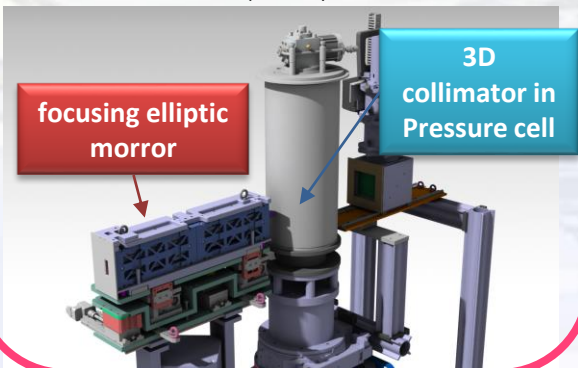 focusing elliptic
morror
3D
collimator in
Pressure cell